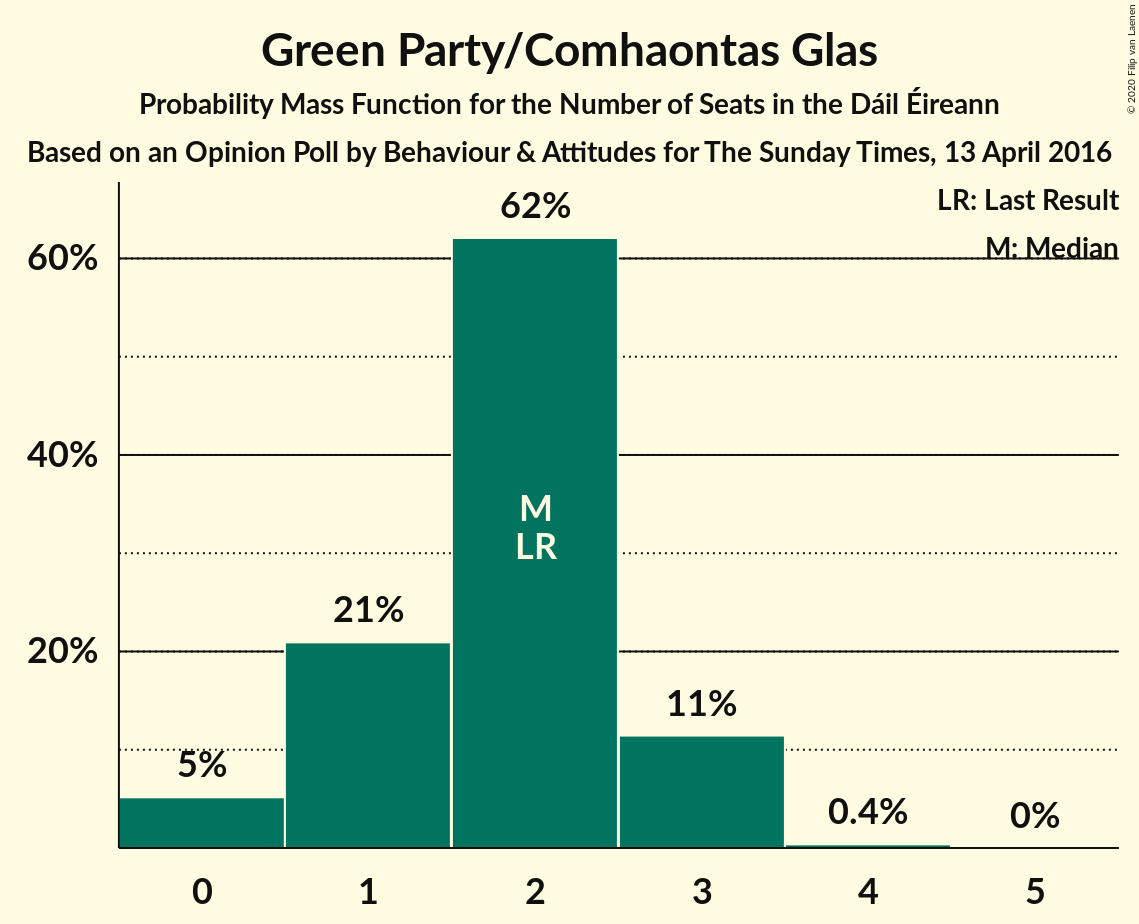 Green Party/Comhaontas Glas
Probability Mass Function for the Number of Seats in the Dáil Éireann
Based on an Opinion Poll by Behaviour & Attitudes for The Sunday Times, 13 April 2016
© 2020 Filip van Laenen
LR: Last Result
M: Median
60%
40%
20%
5%
21%
62%
M
LR
11%
0.4%
0%
0 1 2 3 4 5